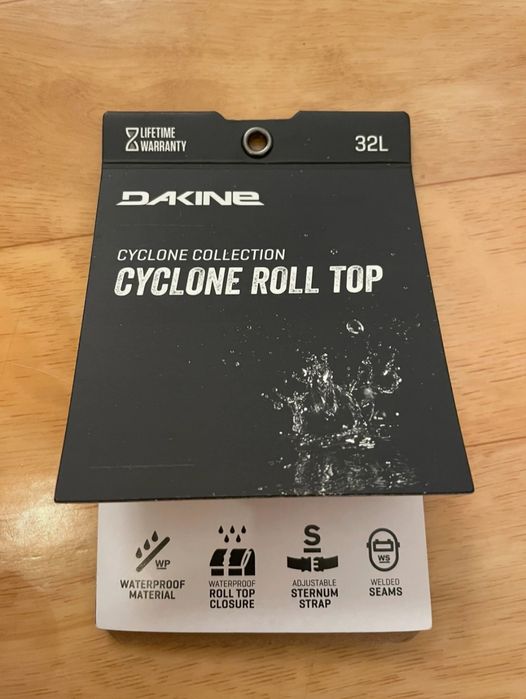 LIFETIME
WARRANTY
32L
DAKINE
CYCLONE COLLECTION
CYCLONE ROLL TOP
WP
WATERPROOF
MATERIAL
WATERPROOF
ROLL TOP
CLOSURE
S
ADJUSTABLE
STERNUM
STRAP
WS
WELDED
SEAMS